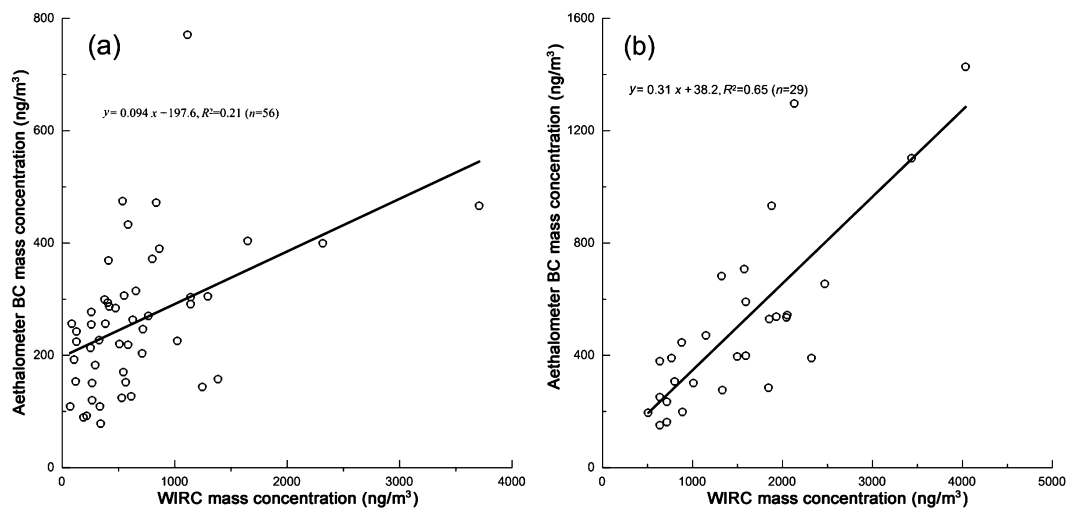 (a)
y= 0.094 x −197.6, R²=0.21 (n=56)
Aethalometer BC mass concentration (ng/m³)
800
600
400
200
0
0 1000 2000 3000 4000
WIRC mass concentration (ng/m³)
(b)
y= 0.31 x +38.2, R²=0.65 (n=29)
Aethalometer BC mass concentration (ng/m³)
1600
1200
800
400
0
0 1000 2000 3000 4000 5000
WIRC mass concentration (ng/m³)